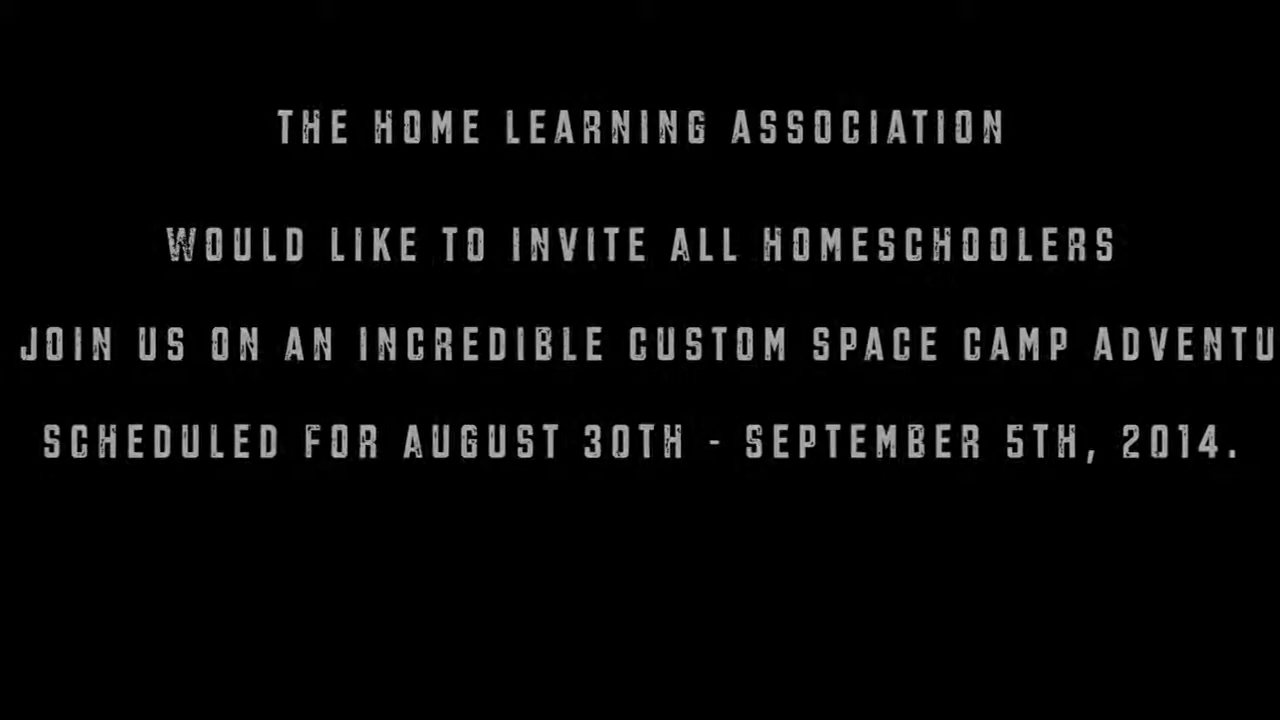 THE HOME LEARNING ASSOCIATION
WOULD LIKE TO INVITE ALL HOMESCHOOLERS
JOIN US ON AN INCREDIBLE CUSTOM SPACE CAMP ADVENTU
SCHEDULED FOR AUGUST 30TH - SEPTEMBER 5TH, 2014.